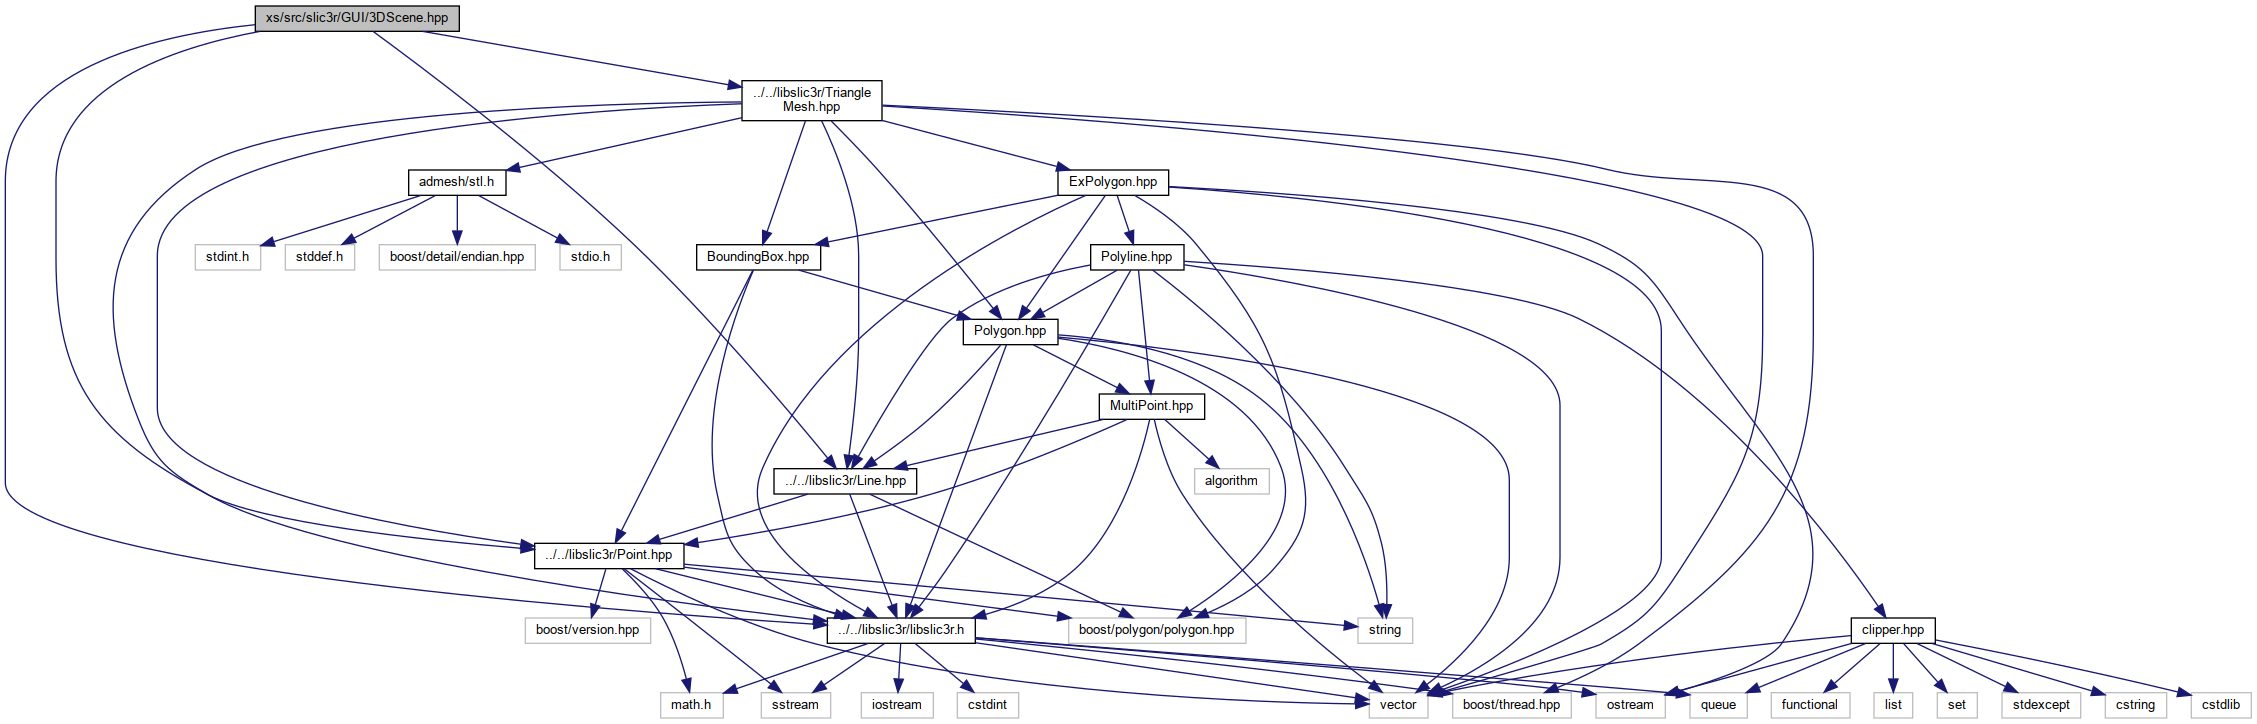 xs/src/slic3r/GUI/3DScene.hpp
../../libslic3r/Triangle
Mesh.hpp
admesh/stl.h
ExPolygon.hpp
stdint.h
stddef.h
boost/detail/endian.hpp
stdio.h
BoundingBox.hpp
Polyline.hpp
Polygon.hpp
MultiPoint.hpp
../../libslic3r/Line.hpp
algorithm
../../libslic3r/Point.hpp
boost/version.hpp
../../libslic3r/libslic3r.h
boost/polygon/polygon.hpp
string
clipper.hpp
math.h
sstream
iostream
cstdint
vector
boost/thread.hpp
ostream
queue
functional
list
set
stdexcept
cstring
cstdlib